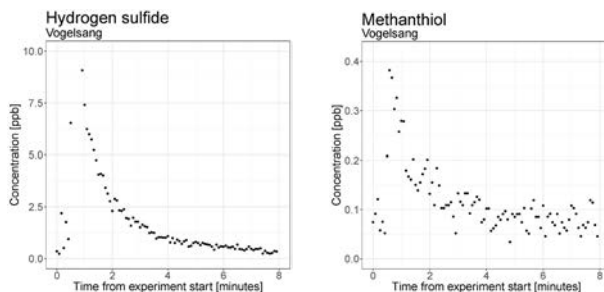 Hydrogen sulfide
Vogelsang
Concentration [ppb]
10.0
7.5
5.0
2.5
0.0
0
2
4
6
8
Time from experiment start [minutes]
Methanthiol
Vogelsang
Concentration [ppb]
0.4
0.3
0.2
0.1
0.0
0
2
4
6
8
Time from experiment start [minutes]